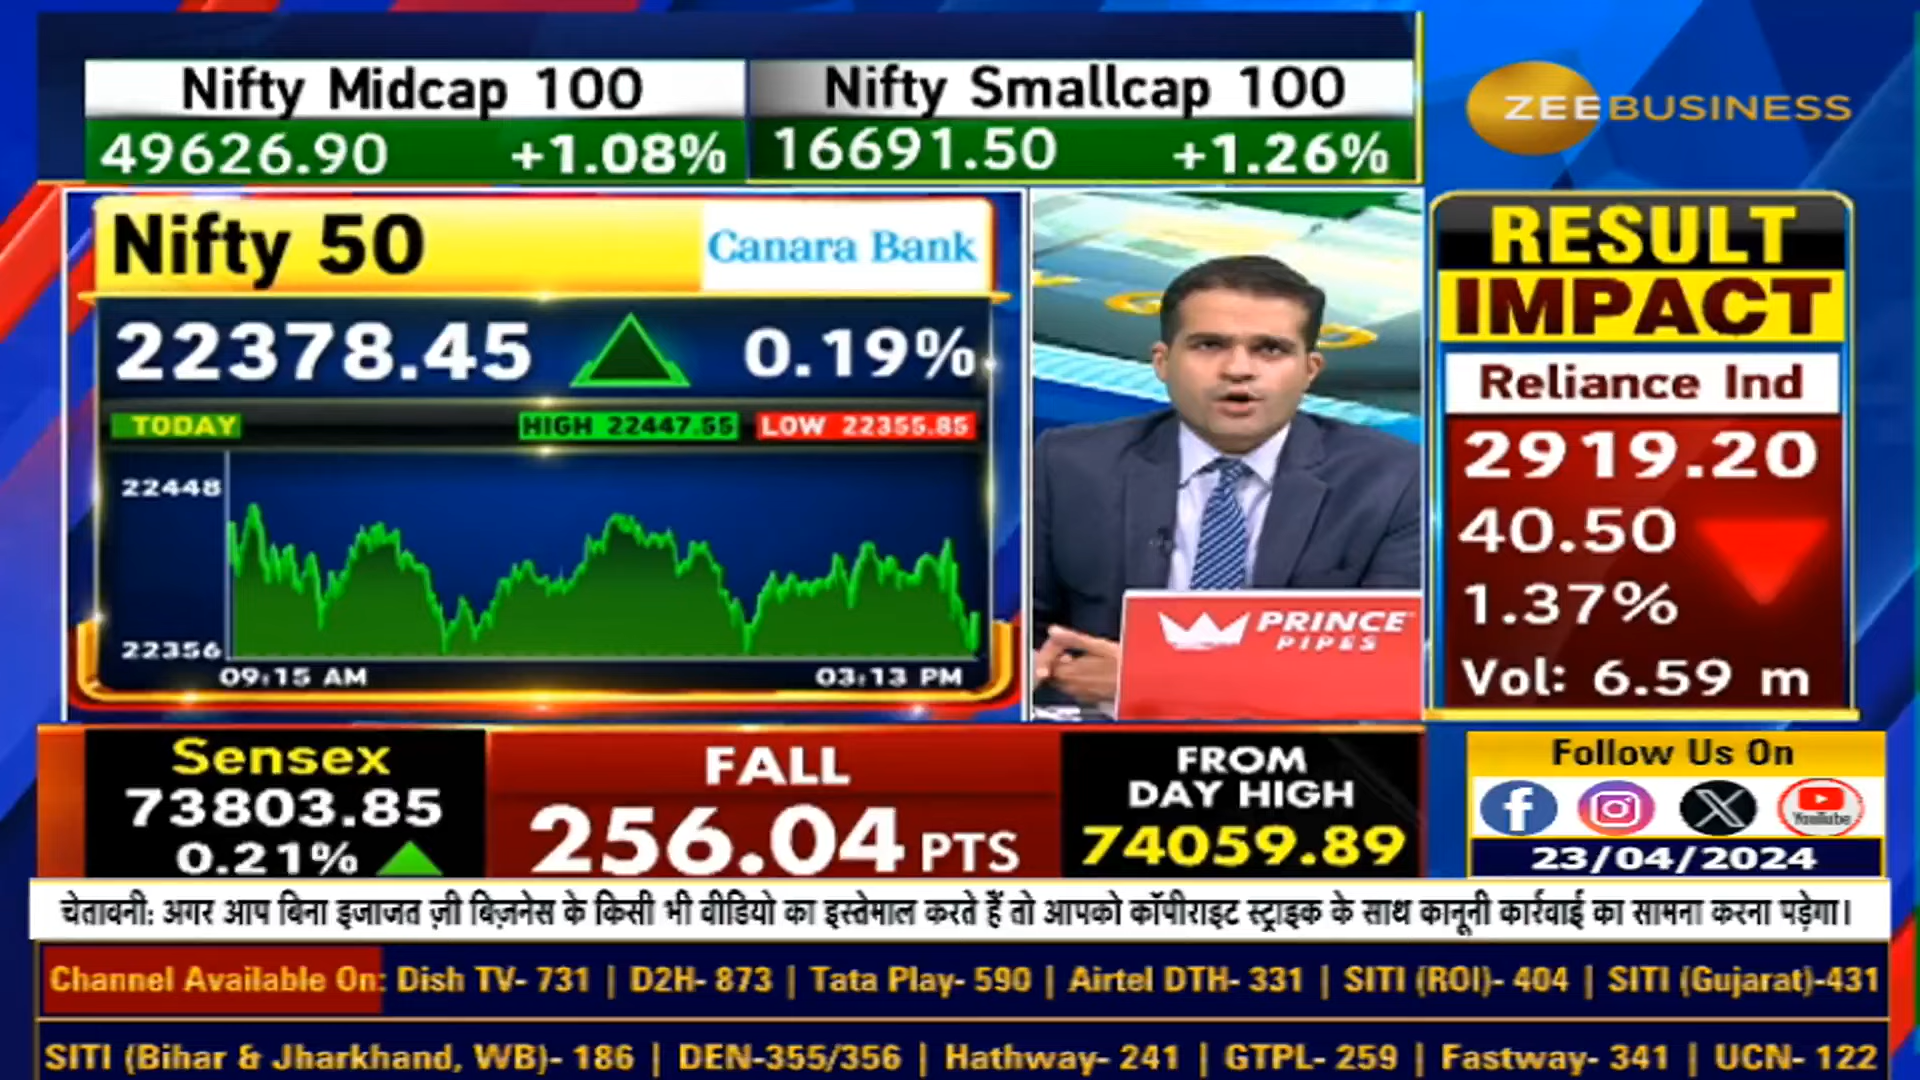 Nifty Midcap 100
49626.90 +1.08%
Nifty Smallcap 100
16691.50 +1.26%
ZEEBUSINESS
Nifty 50
Canara Bank
22378.45 0.19%
TODAY HIGH 22447.55 LOW 22355.85
22448
22356
09:15 AM 03:13 PM
PRINCE
PIPES
RESULT
IMPACT
Reliance Ind
2919.20
40.50
1.37%
Vol: 6.59 m
Sensex
73803.85
0.21%
FALL
256.04 PTS
FROM
DAY HIGH
74059.89
Follow Us On
YouTube
23/04/2024
चेतावनी: अगर आप बिना इजाजत ज़ी बिज़नेस के किसी भी वीडियो का इस्तेमाल करते हैं तो आपको कॉपीराइट स्ट्राइक के साथ कानूनी कार्रवाई का सामना करना पड़ेगा।
Channel Available On: Dish TV- 731 | D2H- 873 | Tata Play- 590 | Airtel DTH- 331 | SITI (ROI)- 404 | SITI (Gujarat)-431
SITI (Bihar & Jharkhand, WB)- 186 | DEN-355/356 | Hathway- 241 | GTPL- 259 | Fastway- 341 | UCN- 122